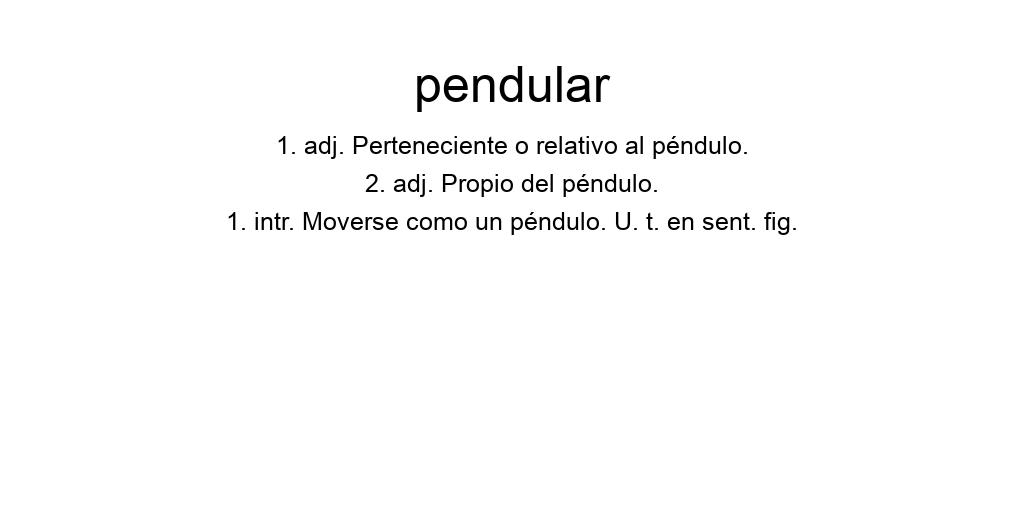 pendular
1. adj. Perteneciente o relativo al péndulo.
2. adj. Propio del péndulo.
1. intr. Moverse como un péndulo. U. t. en sent. fig.